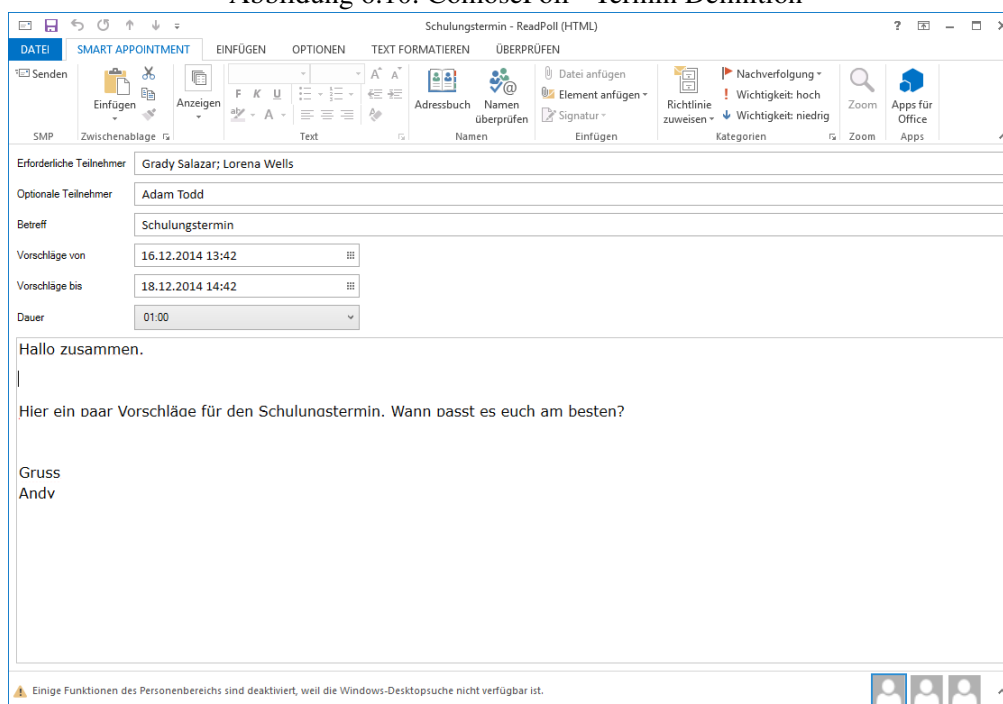 Abbildung 6.10: ComosePoll - Termin Definition
Schulungstermin - ReadPoll (HTML)
DATEI SMART APPOINTMENT EINFÜGEN OPTIONEN TEXT FORMATIEREN ÜBERPRÜFEN
Senden
Einfügen
Anzeigen
F K U
Adressbuch
Namen
überprüfen
Datei anfügen
Element anfügen
Signatur
Richtlinie
zuweisen
Nachverfolgung
Wichtigkeit: hoch
Wichtigkeit: niedrig
Zoom
Apps für
Office
SMP Zwischenablage Text Namen Einfügen Kategorien Zoom Apps
Erforderliche Teilnehmer Grady Salazar; Lorena Wells
Optionale Teilnehmer Adam Todd
Betreff Schulungstermin
Vorschläge von 16.12.2014 13:42
Vorschläge bis 18.12.2014 14:42
Dauer 01:00
Hallo zusammen.
Hier ein paar Vorschläge für den Schulungstermin. Wann passt es euch am besten?
Gruss
Andy
Einige Funktionen des Personenbereichs sind deaktiviert, weil die Windows-Desktopsuche nicht verfügbar ist.